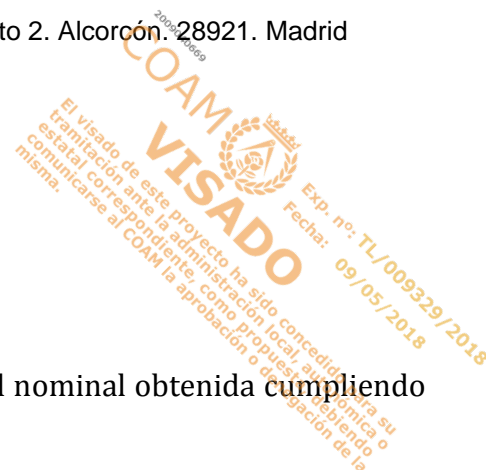 to 2. Alcorcón. 28921. Madrid
2009000669
COAM
VISADO
Exp. nº: TL/009329/2018
Fecha: 09/05/2018
El visado de este proyecto ha sido concedido para su
tramitación ante la administración local, autonómica o
estatal correspondiente, como propuesta, debiendo
comunicarse al COAM la aprobación o denegación de la
misma.
l nominal obtenida cumpliendo